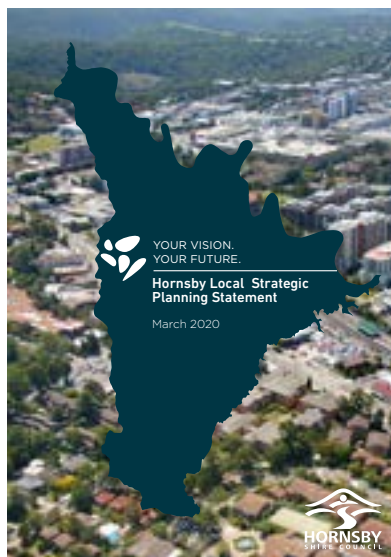 YOUR VISION.
YOUR FUTURE.
Hornsby Local Strategic
Planning Statement
March 2020
HORNSBY
SHIRE COUNCIL